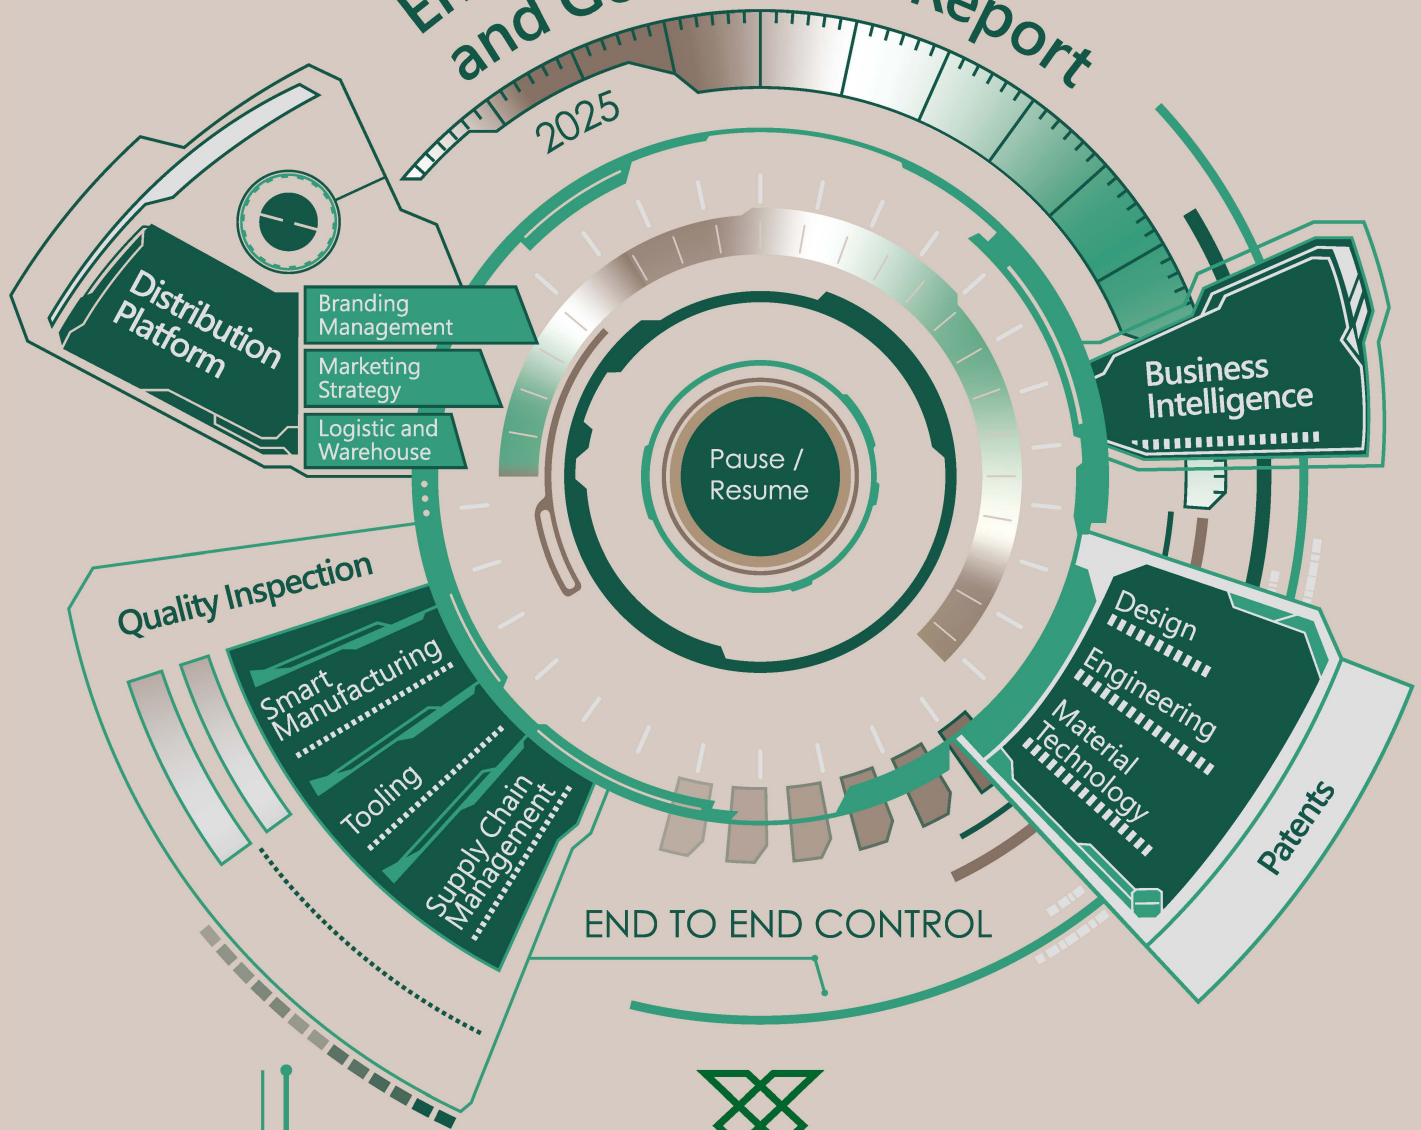 and
Report
2025
Distribution
Platform
Branding
Management
Marketing
Strategy
Logistic and
Warehouse
Business
Intelligence
Pause /
Resume
Quality Inspection
Smart
Manufacturing
Tooling
Supply Chain
Management
Design
Engineering
Material
Technology
Patents
END TO END CONTROL